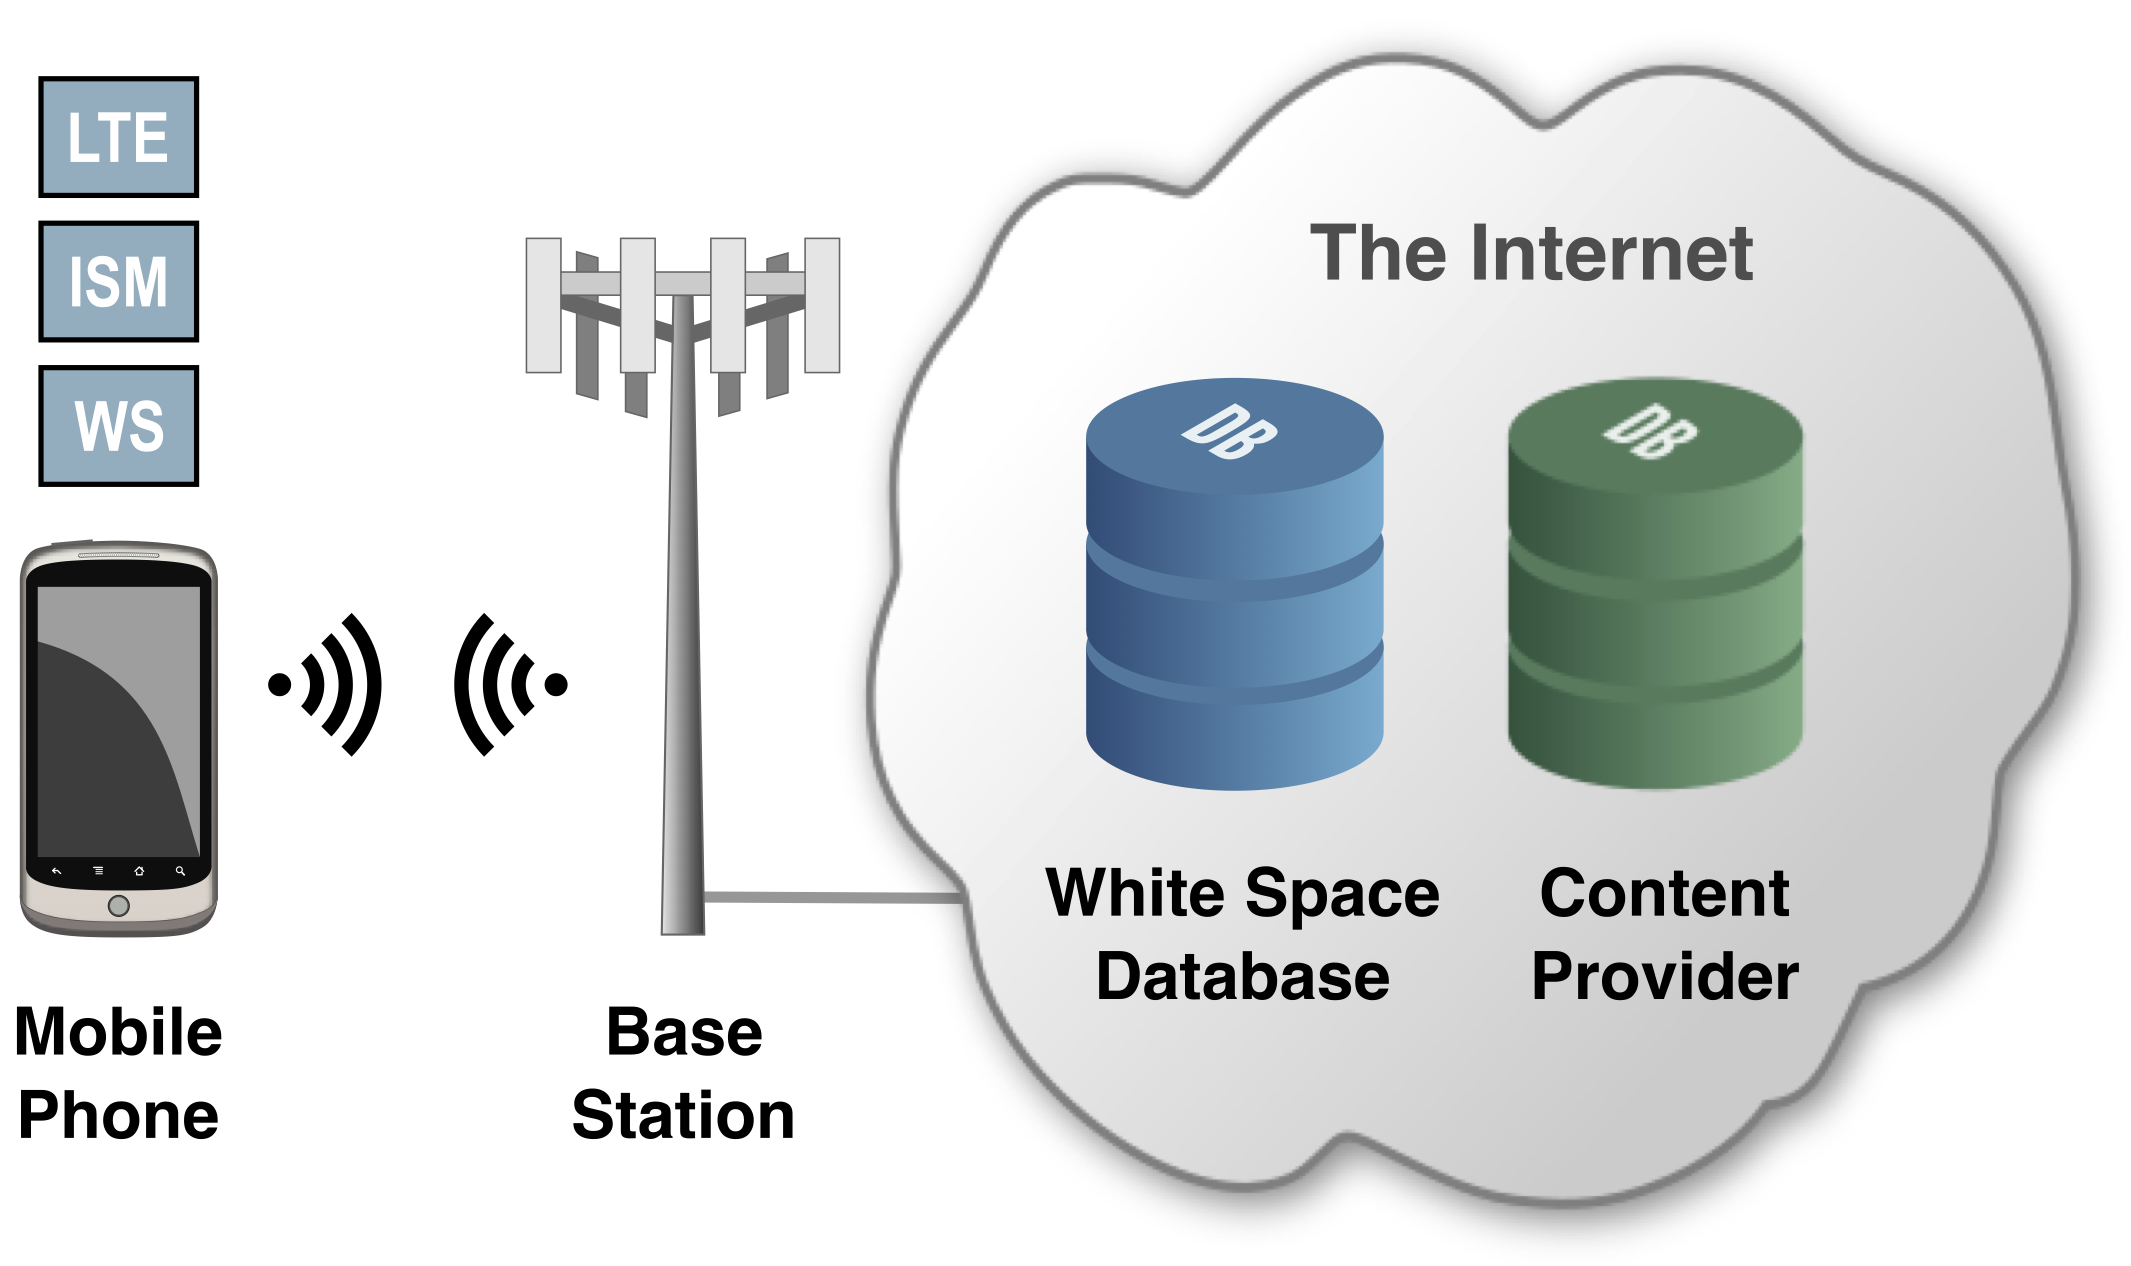 LTE
ISM
WS
Mobile
Phone
Base
Station
The Internet
DB
White Space
Database
DB
Content
Provider